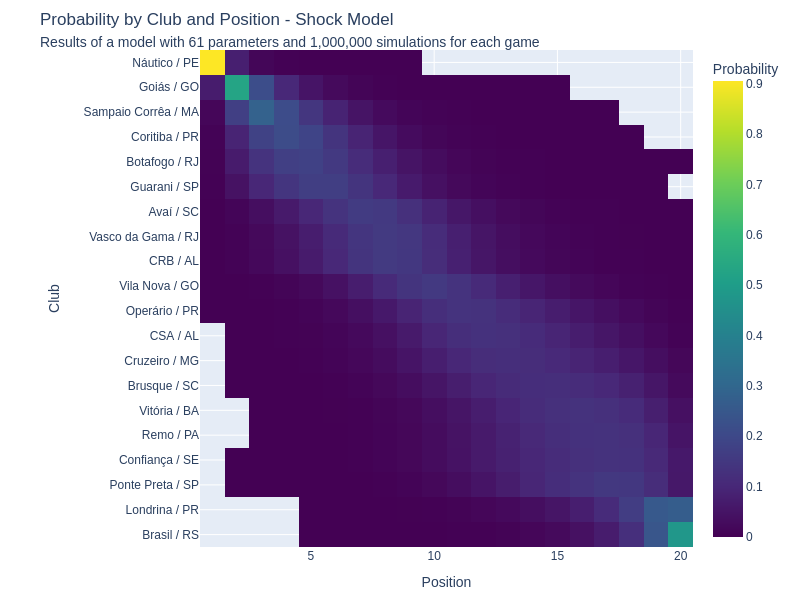 Probability by Club and Position - Shock Model
Results of a model with 61 parameters and 1,000,000 simulations for each game
Probability
Náutico / PE
Goiás / GO
Sampaio Corrêa / MA
Coritiba / PR
Botafogo / RJ
Guarani / SP
Avaí / SC
Vasco da Gama / RJ
CRB / AL
Vila Nova / GO
Operário / PR
CSA / AL
Cruzeiro / MG
Brusque / SC
Vitória / BA
Remo / PA
Confiança / SE
Ponte Preta / SP
Londrina / PR
Brasil / RS
Club
5
10
15
20
Position
0.9
0.8
0.7
0.6
0.5
0.4
0.3
0.2
0.1
0